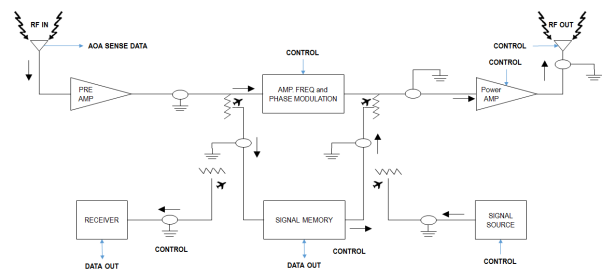 RF IN
RF OUT
AOA SENSE DATA
CONTROL
CONTROL
CONTROL
PRE
AMP
AMP. FREQ and
PHASE MODULATION
Power
AMP
RECEIVER
SIGNAL MEMORY
SIGNAL
SOURCE
CONTROL
CONTROL
CONTROL
DATA OUT
DATA OUT